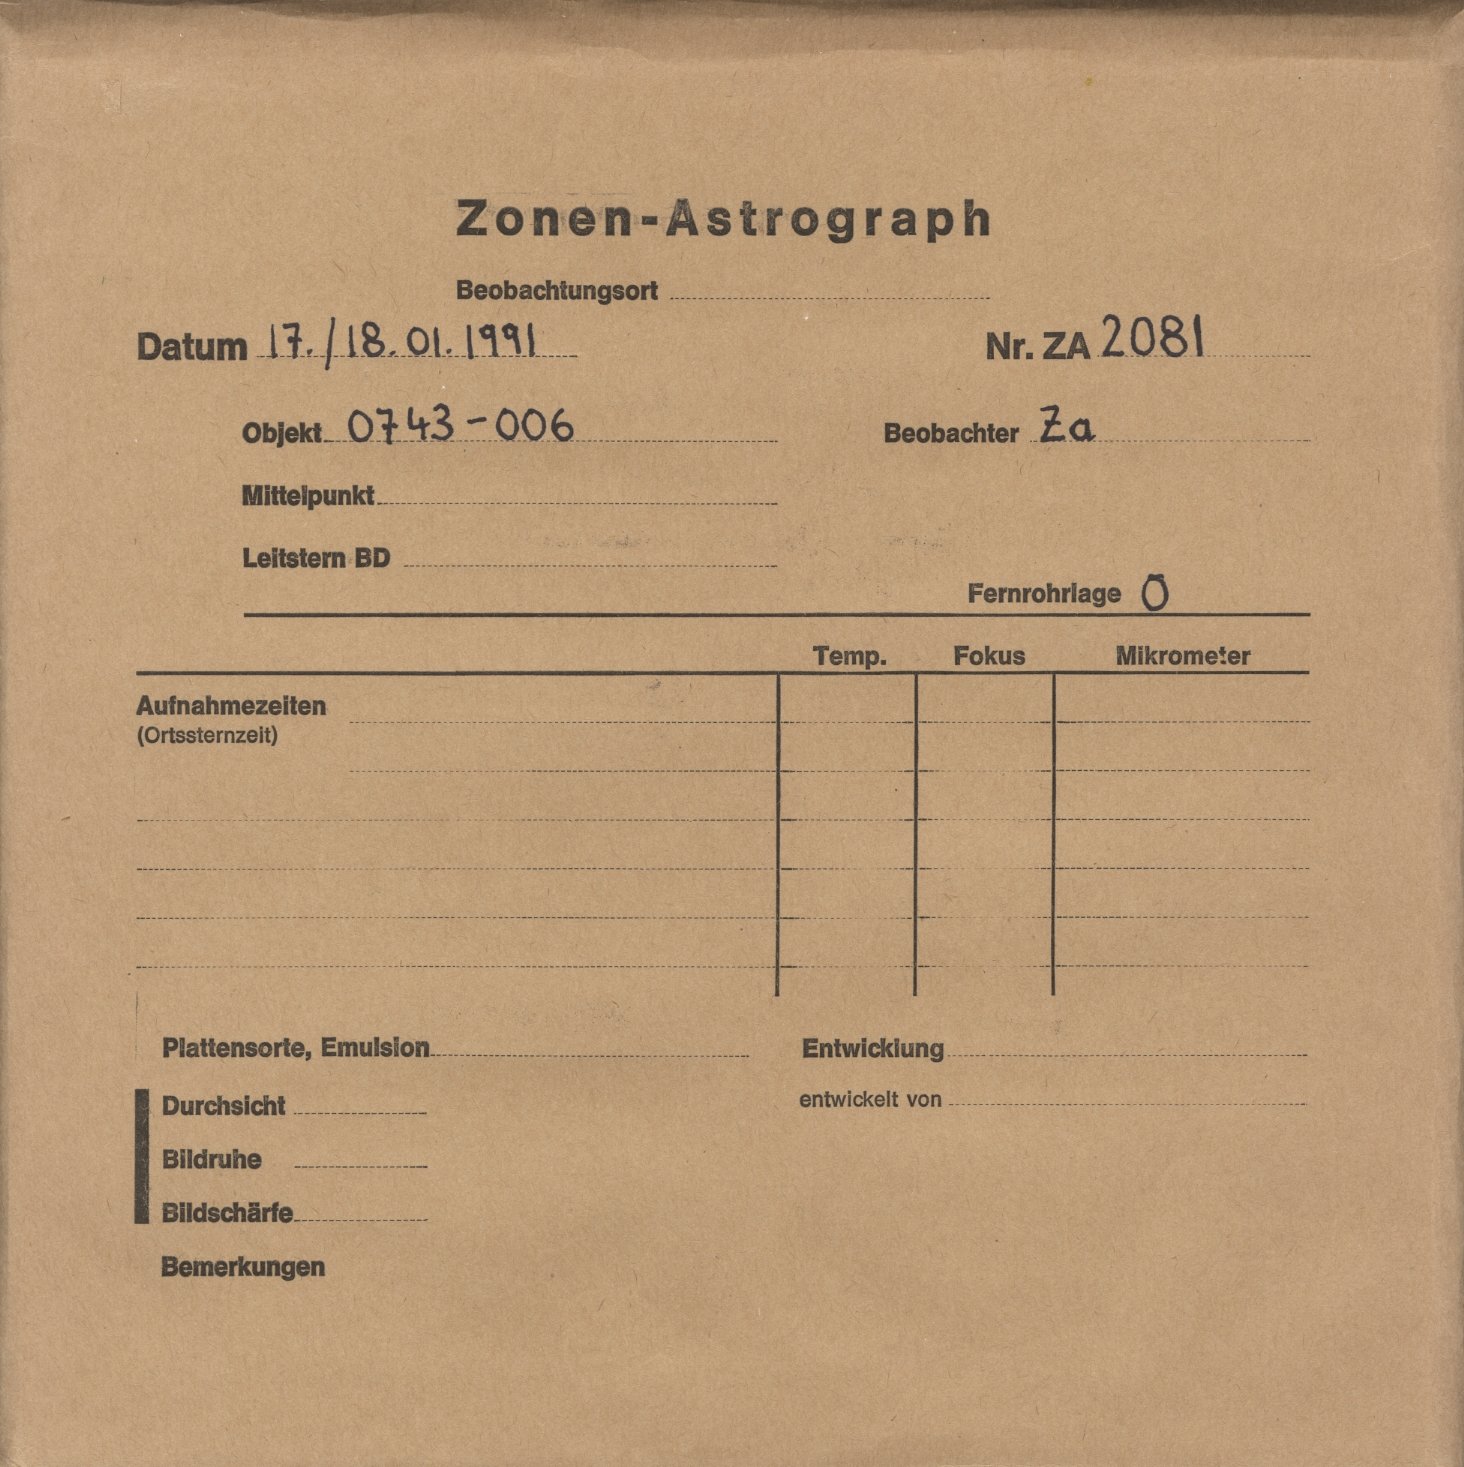 Zonen-Astrograph
Beobachtungsort
Datum 17./18.01.1991 Nr. ZA 2081
Objekt 0743-006 Beobachter Za
Mittelpunkt
Leitstern BD
Fernrohrlage Ō
Temp. Fokus Mikrometer
Aufnahmezeiten
(Ortssternzeit)
Plattensorte, Emulsion Entwicklung
Durchsicht entwickelt von
Bildruhe
Bildschärfe
Bemerkungen